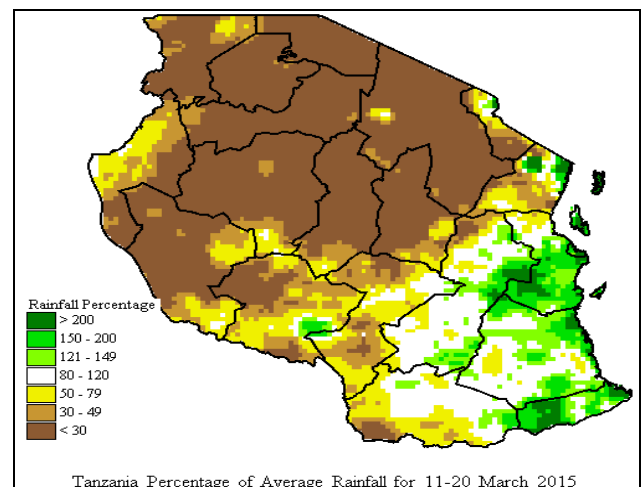 Rainfall Percentage
> 200
150 - 200
121 - 149
80 - 120
50 - 79
30 - 49
< 30
Tanzania Percentage of Average Rainfall for 11-20 March 2015